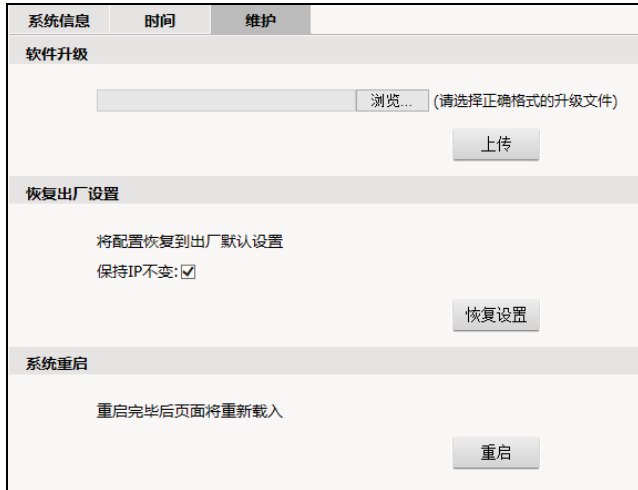 系统信息 时间 维护
软件升级
浏览... (请选择正确格式的升级文件)
上传
恢复出厂设置
将配置恢复到出厂默认设置
保持IP不变:
恢复设置
系统重启
重启完毕后页面将重新载入
重启